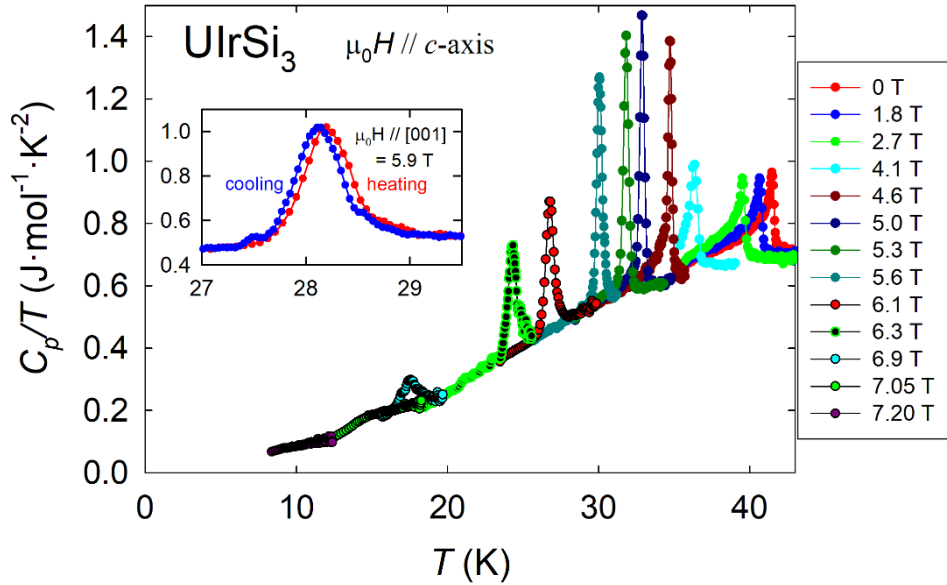 UIrSi₃ μ₀H // c-axis
Cₚ/T (J·mol⁻¹·K⁻²)
1.4
1.2
1.0
0.8
0.6
0.4
0.2
0.0
0 10 20 30 40
T (K)
1.0
0.8
0.6
0.4
27 28 29
μ₀H // [001]
= 5.9 T
cooling heating
0 T
1.8 T
2.7 T
4.1 T
4.6 T
5.0 T
5.3 T
5.6 T
6.1 T
6.3 T
6.9 T
7.05 T
7.20 T